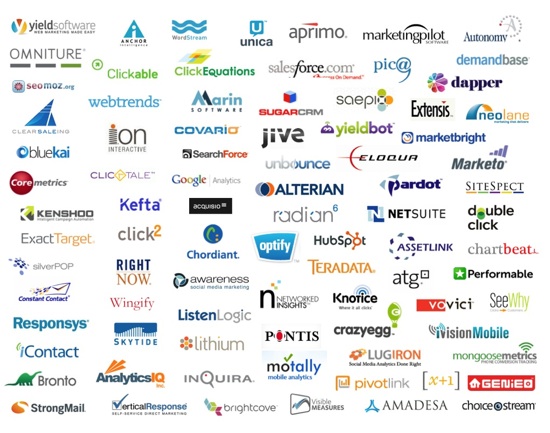 yieldsoftware
WEB MARKETING MADE EASY
ANCHOR
intelligence
WordStream
unica
aprimo.
marketingpilot
SOFTWARE
Autonomy
OMNITURE
Clickable
ClickEquations
salesforce.com
pic@
demandbase
seomoz.org
webtrends
Marin
SOFTWARE
SUGARCRM
saepio
Extensis
dapper
neolane
CLEARSALEING
ion
INTERACTIVE
COVARIO
jive
yieldbot
marketbright
bluekai
CLICKTALE
SearchForce
unbounce
ELOQUA
Marketo
Coremetrics
Google Analytics
ALTERIAN
Pardot
SITESPECT
KENSHOO
Kefta
acquisio
radian6
NETSUITE
double
click
ExactTarget
click2
Chordiant
optify
HubSpot
ASSETLINK
chartbeat
silverPOP
RIGHT
NOW
awareness
social media marketing
TERADATA
atg
Performable
Constant Contact
Wingify
NETWORKED
INSIGHTS
Knotice
vovici
SeeWhy
Responsys
SKYTIDE
ListenLogic
PONTIS
crazyegg
iVisionMobile
iContact
lithium
motally
mobile analytics
LUGIRON
Social Media Analytics Done Right
mongoosemetrics
PHONE CONVERSION TRACKING
Bronto
AnalyticsIQ
INQUIRA
pivotlink
[x+1]
GENIEO
StrongMail
VerticalResponse
SELF-SERVICE DIRECT MARKETING
brightcove
Visible
MEASURES
AMADESA
choicestream